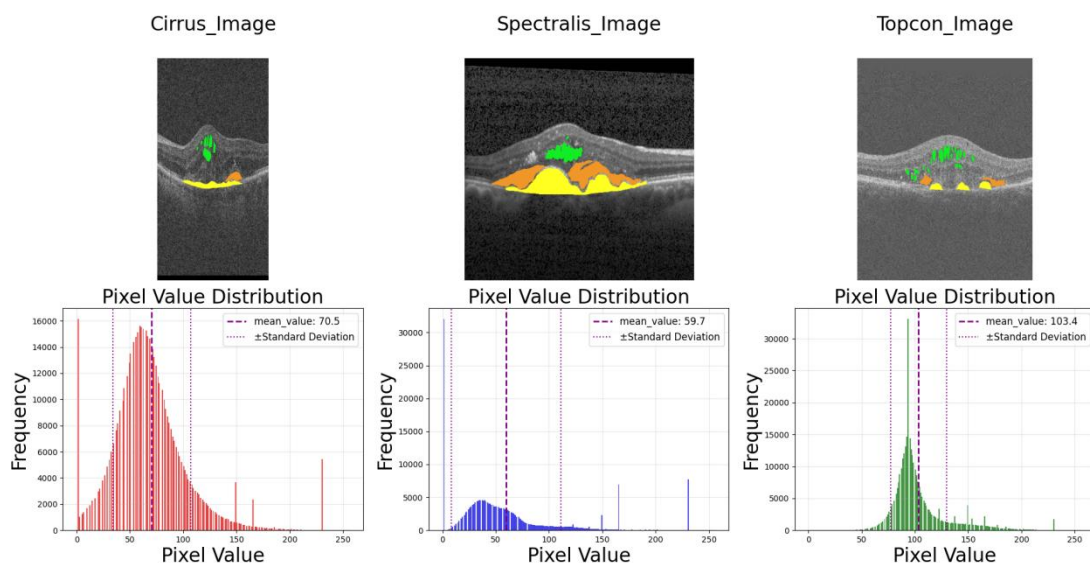 Cirrus_Image
Spectralis_Image
Topcon_Image
Pixel Value Distribution
mean_value: 70.5
±Standard Deviation
16000
14000
12000
10000
8000
6000
4000
2000
0
Frequency
0 50 100 150 200 250
Pixel Value
Pixel Value Distribution
mean_value: 59.7
±Standard Deviation
30000
25000
20000
15000
10000
5000
0
Frequency
0 50 100 150 200 250
Pixel Value
Pixel Value Distribution
mean_value: 103.4
±Standard Deviation
30000
25000
20000
15000
10000
5000
0
Frequency
0 50 100 150 200 250
Pixel Value